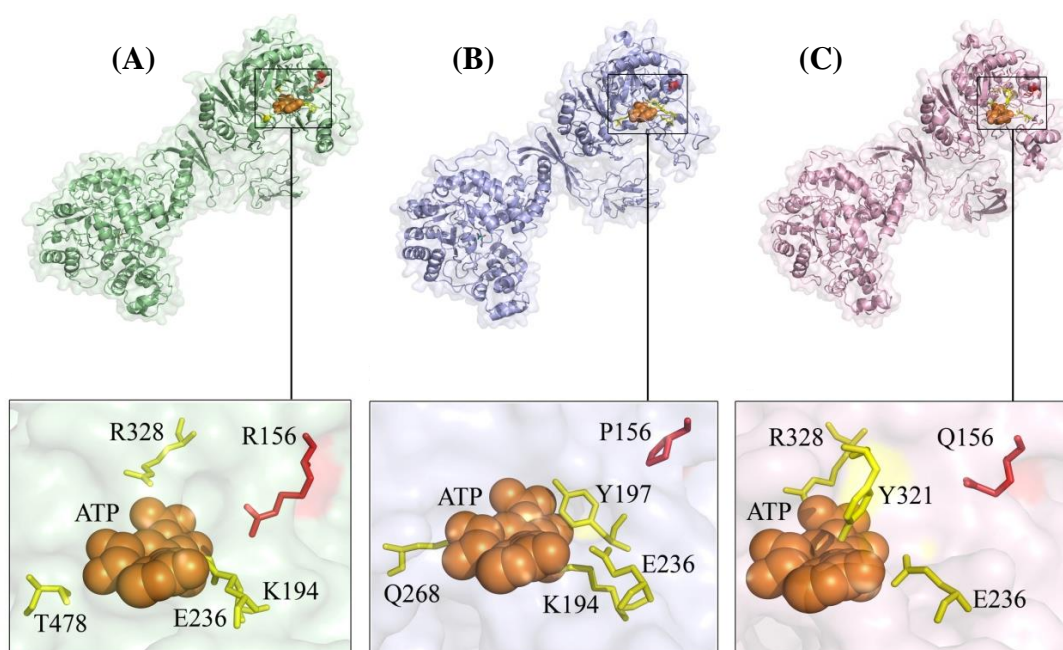 (A)
(B)
(C)
R328
R156
ATP
T478
E236
K194
P156
ATP
Y197
E236
Q268
K194
R328
Q156
ATP
Y321
E236